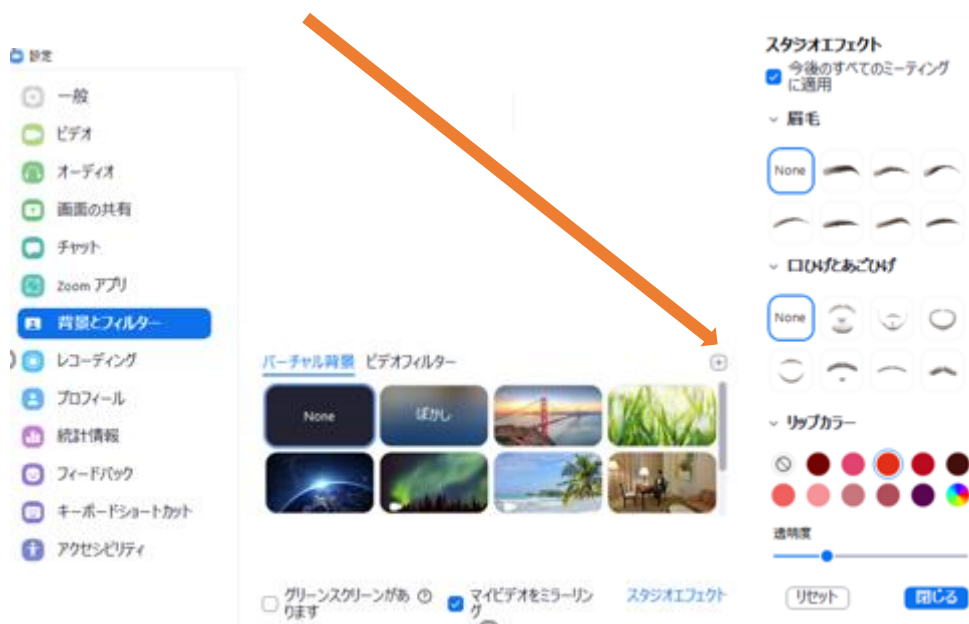 設定
一般
ビデオ
オーディオ
画面の共有
チャット
Zoom アプリ
背景とフィルター
レコーディング
プロフィール
統計情報
フィードバック
キーボードショートカット
アクセシビリティ
バーチャル背景 ビデオフィルター
None
ぼかし
グリーンスクリーンがあ
ります
マイビデオをミラーリン
グ
スタジオエフェクト
スタジオエフェクト
今後のすべてのミーティング
に適用
眉毛
None
口ひげとあごひげ
None
リップカラー
透明度
リセット
閉じる